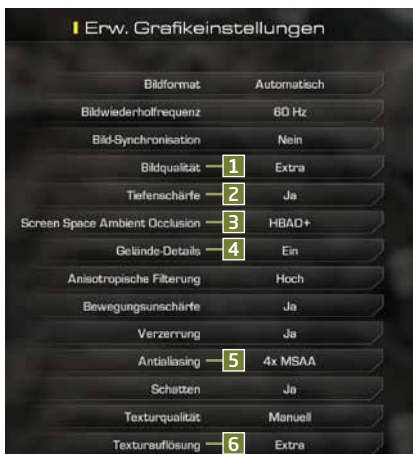 Erw. Grafikeinstellungen
Bildformat Automatisch
Bildwiederholfrequenz 60 Hz
Bild-Synchronisation Nein
Bildqualität 1 Extra
Tiefenschärfe 2 Ja
Screen Space Ambient Occlusion 3 HBAO+
Gelände-Details 4 Ein
Anisotropische Filterung Hoch
Bewegungsunschärfe Ja
Verzerrung Ja
Antialiasing 5 4x MSAA
Schatten Ja
Texturqualität Manuell
Texturauflösung 6 Extra